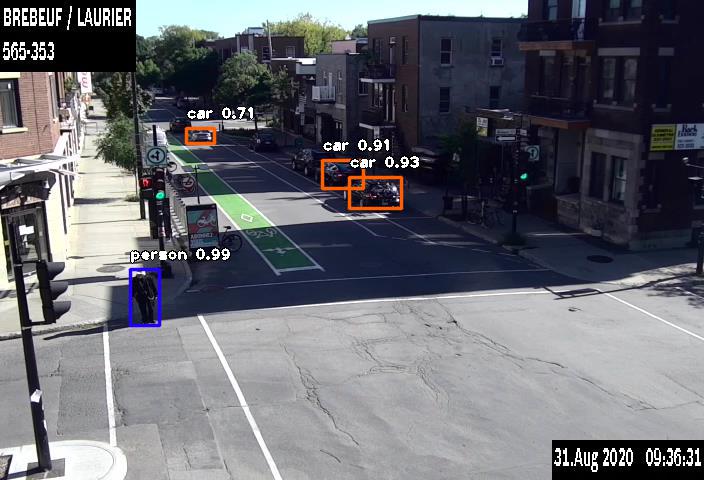 BREBEUF / LAURIER
565-353
car 0.71
car 0.91
car 0.93
person 0.99
31.Aug 2020 09:36:31